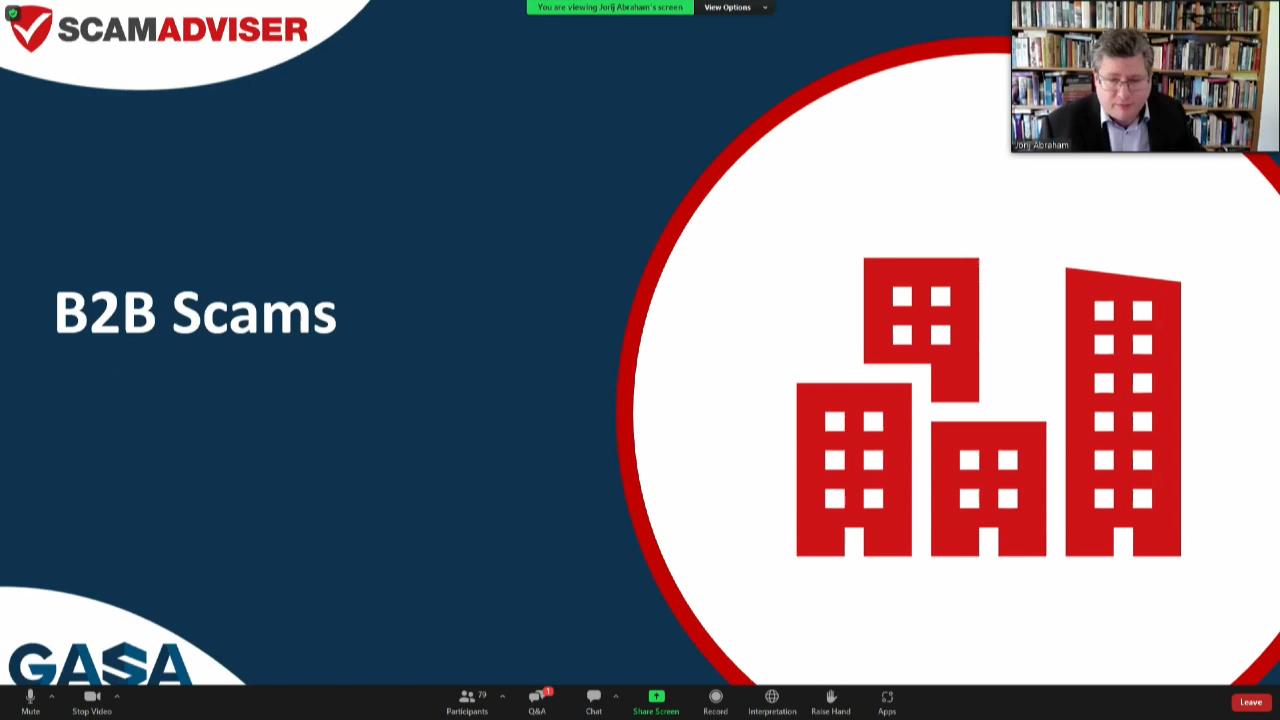 SCAMADVISER
You are viewing Jorij Abraham's screen
View Options
Jorij Abraham
B2B Scams
GASA
Mute
Stop Video
Participants
79
Q&A
1
Chat
Share Screen
Record
Interpretation
Raise Hand
Apps
Leave